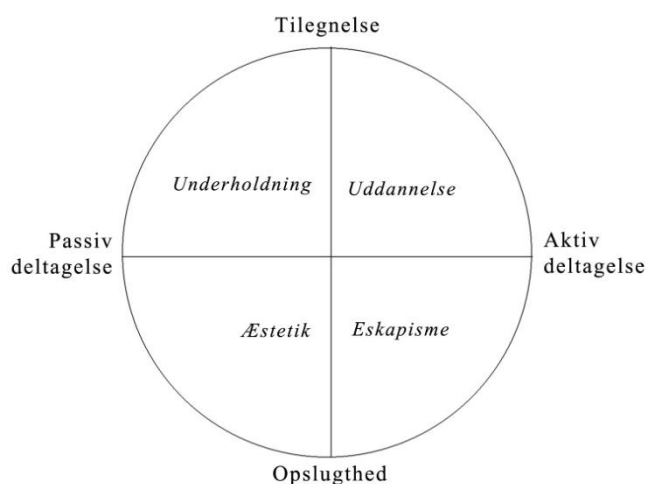 Tilegnelse
Underholdning
Uddannelse
Passiv
deltagelse
Aktiv
deltagelse
Æstetik
Eskapisme
Opslugthed